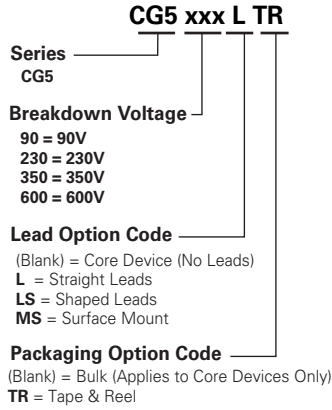 CG5 xxx L TR
Series
CG5
Breakdown Voltage
90 = 90V
230 = 230V
350 = 350V
600 = 600V
Lead Option Code
(Blank) = Core Device (No Leads)
L = Straight Leads
LS = Shaped Leads
MS = Surface Mount
Packaging Option Code
(Blank) = Bulk (Applies to Core Devices Only)
TR = Tape & Reel